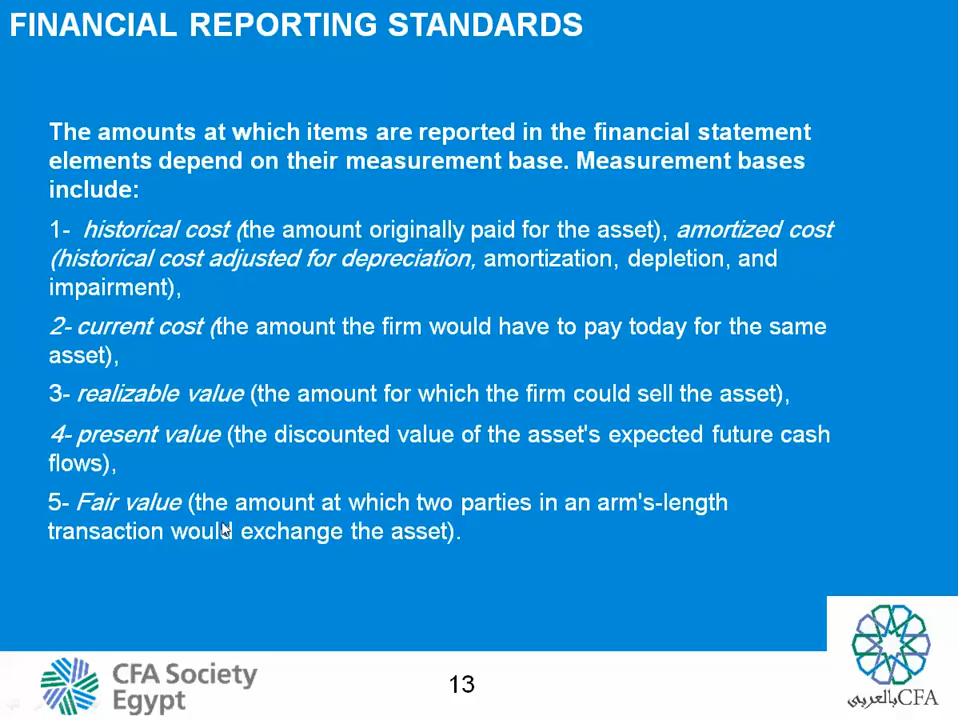 FINANCIAL REPORTING STANDARDS
The amounts at which items are reported in the financial statement
elements depend on their measurement base. Measurement bases
include:
1- historical cost (the amount originally paid for the asset), amortized cost
(historical cost adjusted for depreciation, amortization, depletion, and
impairment),
2- current cost (the amount the firm would have to pay today for the same
asset),
3- realizable value (the amount for which the firm could sell the asset),
4- present value (the discounted value of the asset's expected future cash
flows),
5- Fair value (the amount at which two parties in an arm's-length
transaction would exchange the asset).
CFA Society
Egypt
13
CFA بالعربي